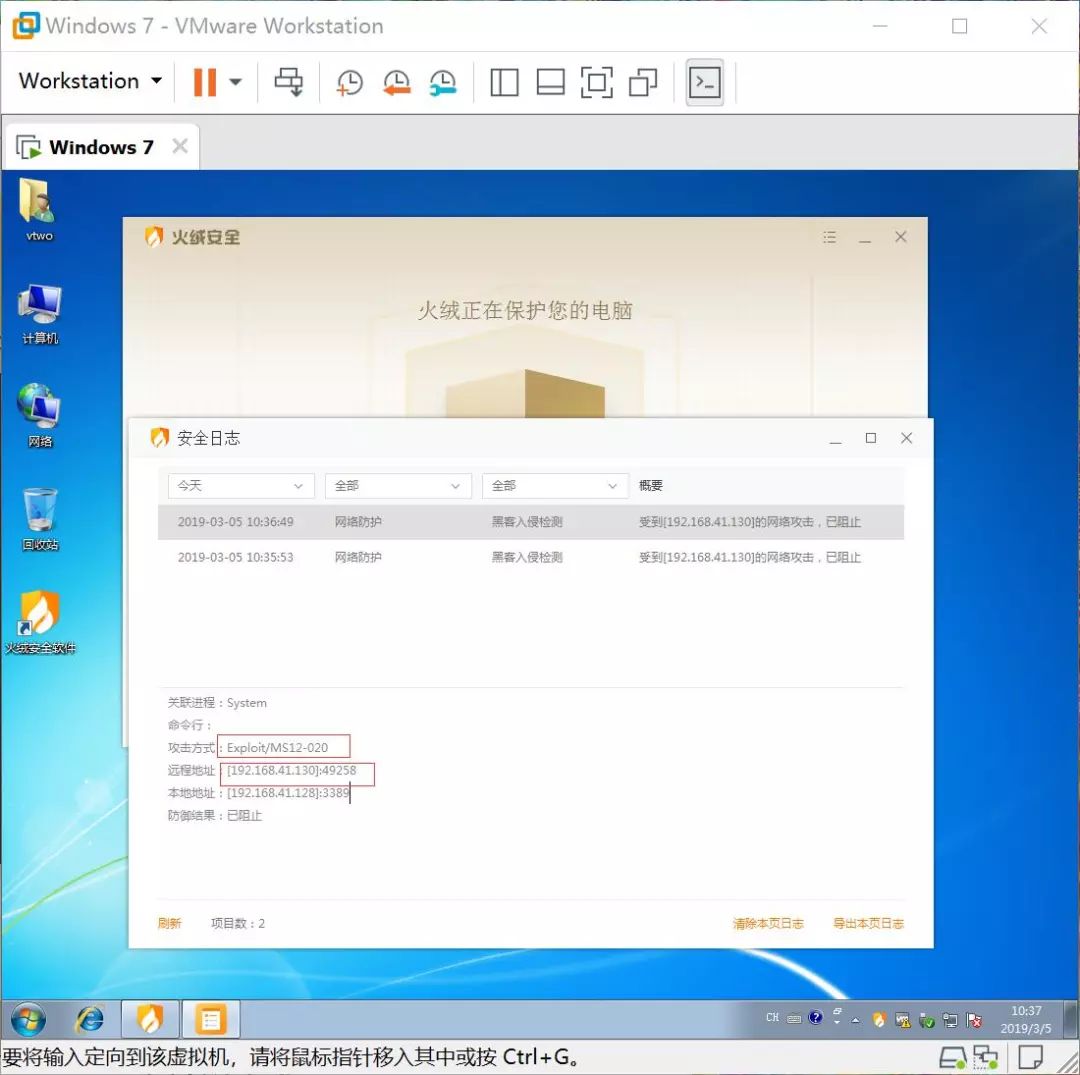 Windows 7 - VMware Workstation
Workstation
Windows 7
vtwo
计算机
网络
回收站
火绒安全软件
火绒安全
火绒正在保护您的电脑
安全日志
今天 全部 全部 概要
2019-03-05 10:36:49 网络防护 黑客入侵检测 受到[192.168.41.130]的网络攻击，已阻止
2019-03-05 10:35:53 网络防护 黑客入侵检测 受到[192.168.41.130]的网络攻击，已阻止
关联进程：System
命令行：
攻击方式：Exploit/MS12-020
远程地址：[192.168.41.130]:49258
本地地址：[192.168.41.128]:3389
防御结果：已阻止
刷新 项目数：2 清除本页日志 导出本页日志
CH 10:37
2019/3/5
要将输入定向到该虚拟机，请将鼠标指针移入其中或按 Ctrl+G。